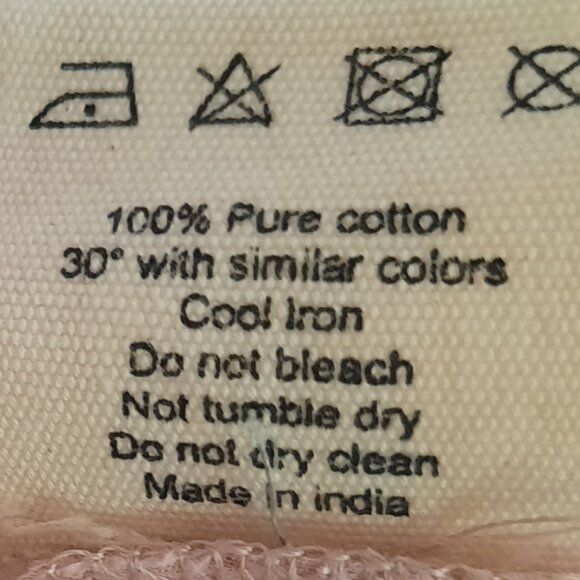 100% Pure cotton
30° with similar colors
Cool Iron
Do not bleach
Not tumble dry
Do not dry clean
Made in india